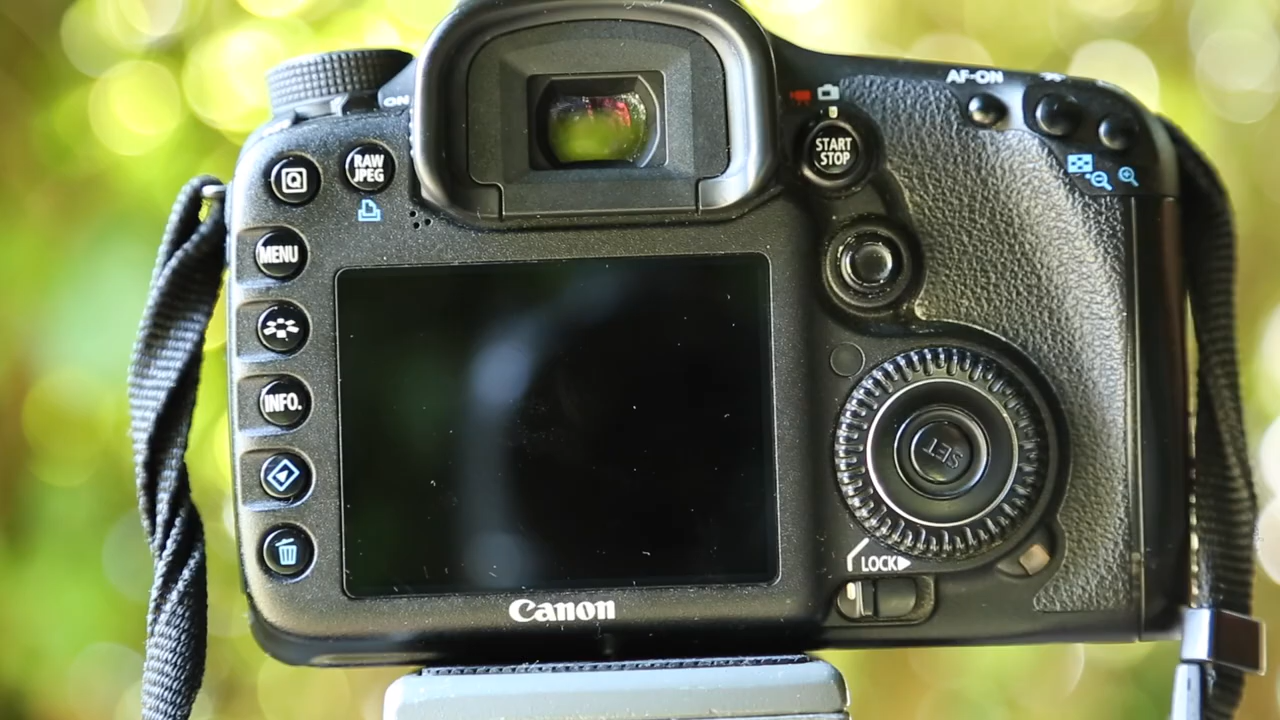 AF-ON
ON
RAW
JPEG
START
STOP
Q
MENU
INFO.
SET
LOCK
Canon